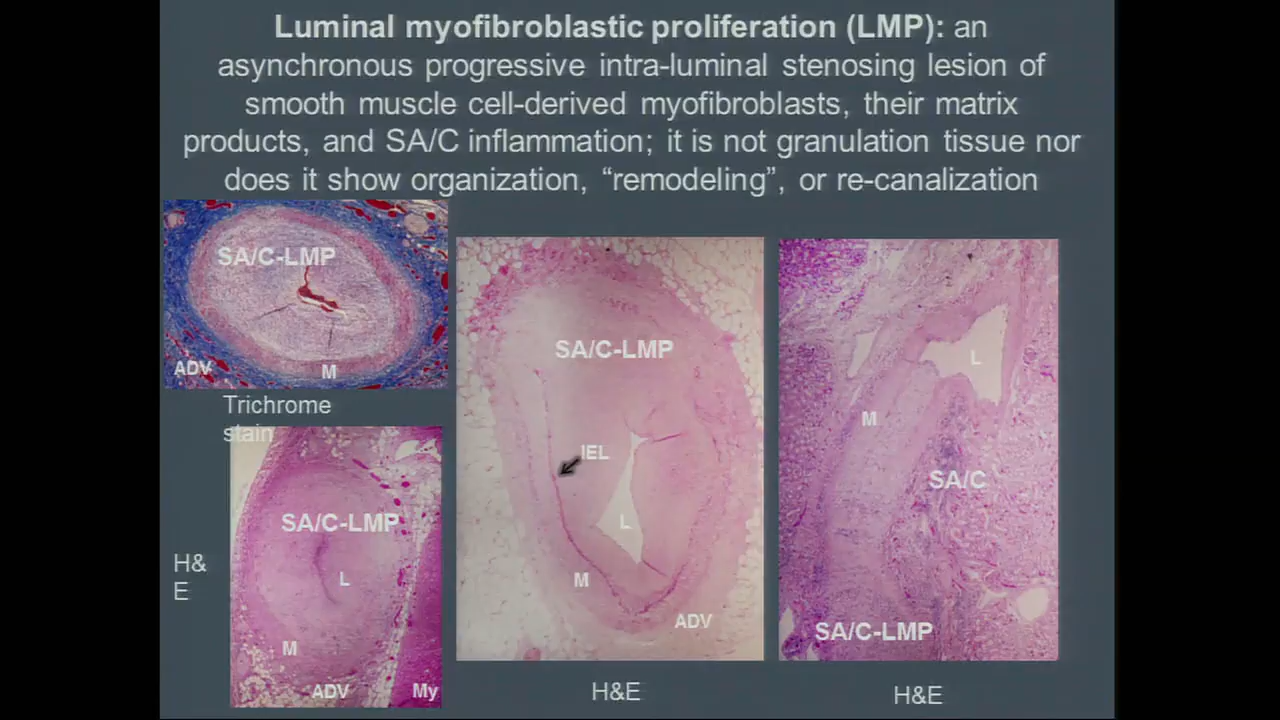 Luminal myofibroblastic proliferation (LMP): an
asynchronous progressive intra-luminal stenosing lesion of
smooth muscle cell-derived myofibroblasts, their matrix
products, and SA/C inflammation; it is not granulation tissue nor
does it show organization, “remodeling”, or re-canalization
SA/C-LMP
ADV
M
Trichrome
stain
SA/C-LMP
L
M
ADV
My
H&
E
SA/C-LMP
IEL
L
M
ADV
H&E
L
M
SA/C
SA/C-LMP
H&E